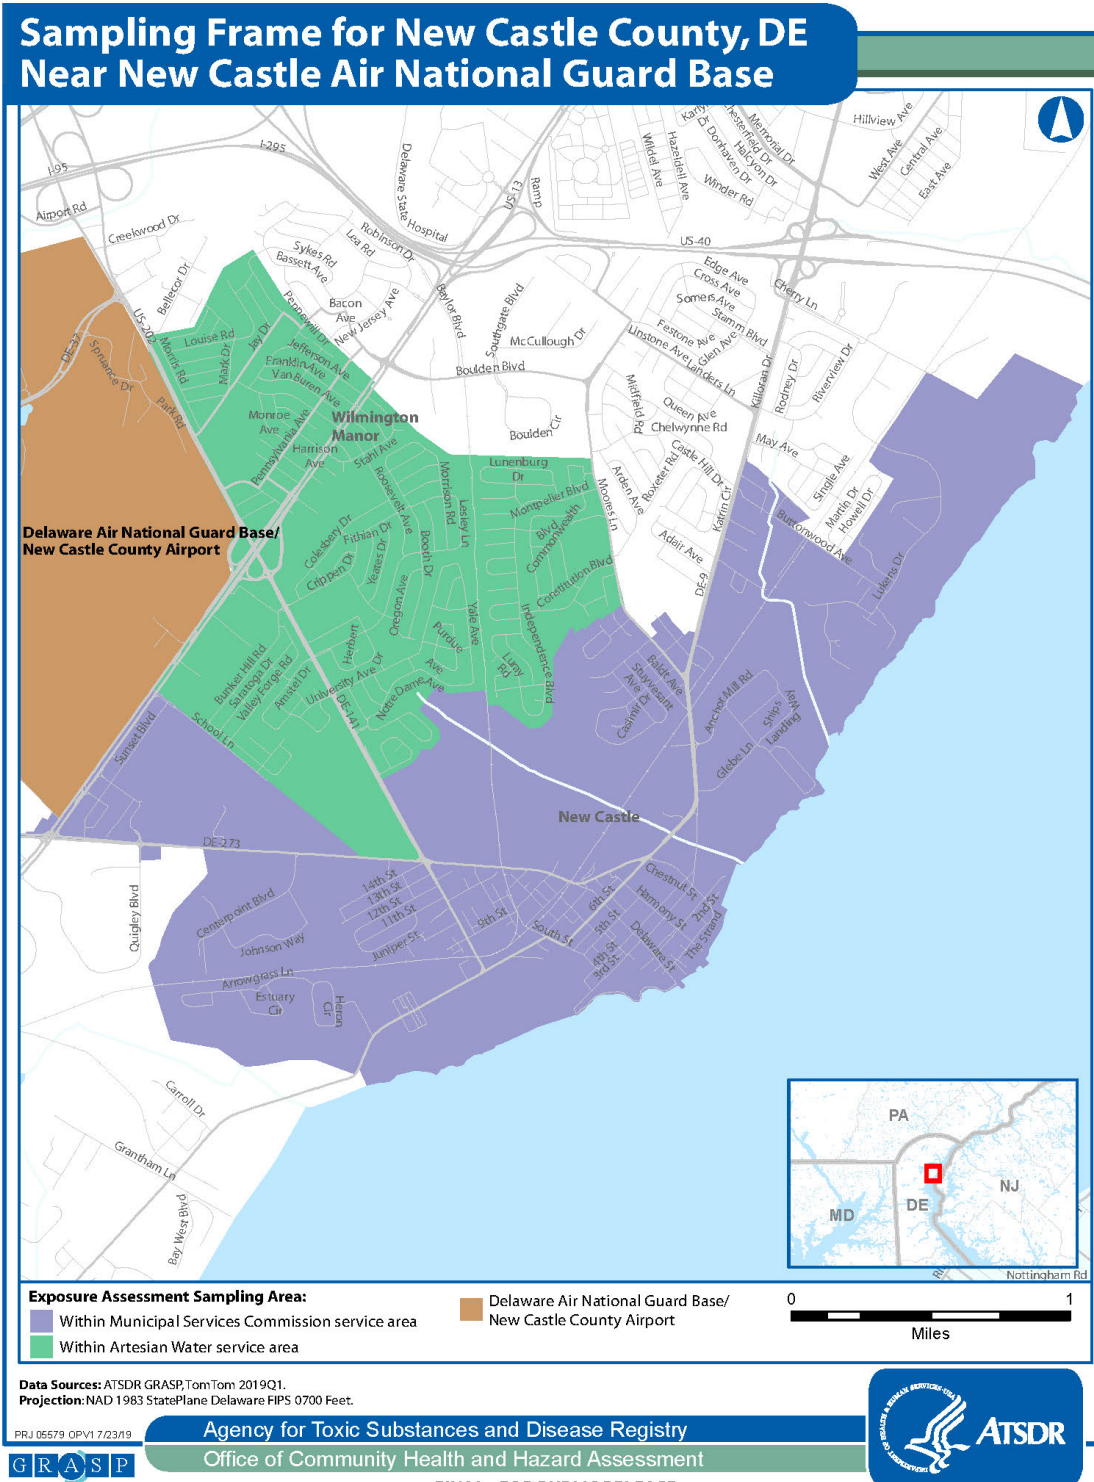 Sampling Frame for New Castle County, DE
Near New Castle Air National Guard Base
I-95
I-295
Airport Rd
Creekwood Dr
Bellecor Dr
Delaware State Hospital
US-13
Ramp
Wildel Ave
Hazeldell Ave
Donhaven Dr
Chesterfield Dr
Halcyon Dr
Memorial Dr
Winder Rd
Hillview Ave
West Ave
Central Ave
East Ave
US-40
Robinson Dr
Lea Rd
Sykes Rd
Bassett Ave
Bacon
Ave
New Jersey Ave
Pennewill Dr
Baylor Blvd
Southgate Blvd
McCullough Dr
Boulden Blvd
Boulden Cir
Edge Ave
Cross Ave
Somers Ave
Stamm Blvd
Festone Ave
Glen Ave
Linstone Ave
Landers Ln
Cherry Ln
Killoran Dr
Rodney Dr
Riverview Dr
Midfield Rd
Queen Ave
Chelwynne Rd
Castle Hill Dr
Roxeter Rd
Arden Ave
Moores Ln
Adair Ave
Katrin Cir
DE-9
May Ave
Single Ave
Martin Dr
Howell Dr
Buttonwood Ave
Lukens Dr
US-202
DE-37
Spruance Dr
Park Rd
Morris Rd
Louise Rd
Mark Dr
Jay Dr
Jefferson Ave
Franklin Ave
Van Buren Ave
Monroe
Ave
Pennsylvania Ave
Harrison
Ave
Wilmington
Manor
Stahl Ave
Roosevelt Ave
Morrison Rd
Lesley Ln
Lunenburg
Dr
Montpelier Blvd
Commonwealth
Blvd
Constitution Blvd
Independence Blvd
Colesbery Dr
Fithian Dr
Crippen Dr
Yeates Dr
Booth Dr
Oregon Ave
Yale Ave
Purdue
Ave
Luray
Rd
Herbert
University Ave Dr
Notre Dame Ave
DE-141
Bunker Hill Rd
Saratoga Dr
Valley Forge Rd
Amstel Dr
School Ln
Sunset Blvd
Delaware Air National Guard Base/
New Castle County Airport
Baldt Ave
Stuyvesant
Ave
Casimir Dr
Anchor Mill Rd
Ships
Landing
Way
Glebe Ln
New Castle
DE-273
Quigley Blvd
Centerpoint Blvd
Johnson Way
Arrowgrass Ln
Estuary
Cir
Heron
Cir
14th St
13th St
12th St
11th St
Juniper St
9th St
South St
6th St
5th St
4th St
3rd St
Chestnut St
Harmony St
Delaware St
2nd St
The Strand
Carroll Dr
Grantham Ln
Bay West Blvd
PA
MD
DE
NJ
Nottingham Rd
Exposure Assessment Sampling Area:
Within Municipal Services Commission service area
Within Artesian Water service area
Delaware Air National Guard Base/
New Castle County Airport
0 1
Miles
Data Sources: ATSDR GRASP, TomTom 2019Q1.
Projection: NAD 1983 StatePlane Delaware FIPS 0700 Feet.
PRJ 05579 OPV1 7/23/19
Agency for Toxic Substances and Disease Registry
Office of Community Health and Hazard Assessment
GRASP
DEPARTMENT OF HEALTH & HUMAN SERVICES·USA
ATSDR